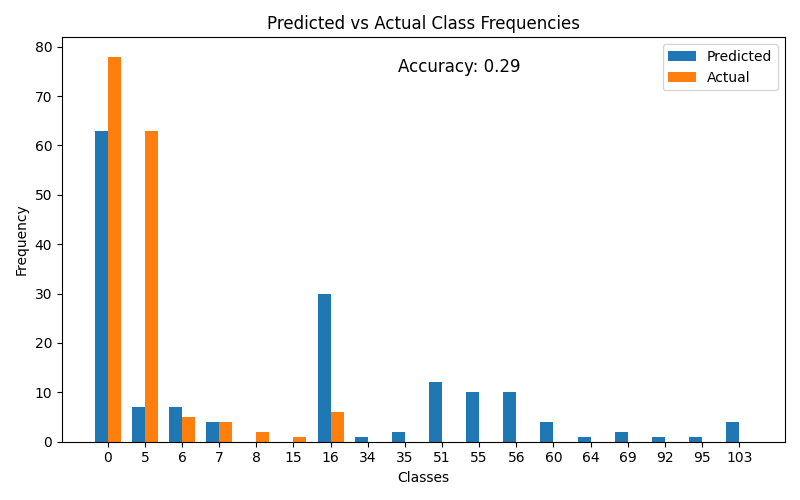 Predicted vs Actual Class Frequencies
Accuracy: 0.29
Predicted
Actual
80
70
60
50
40
30
20
10
0
Frequency
0 5 6 7 8 15 16 34 35 51 55 56 60 64 69 92 95 103
Classes